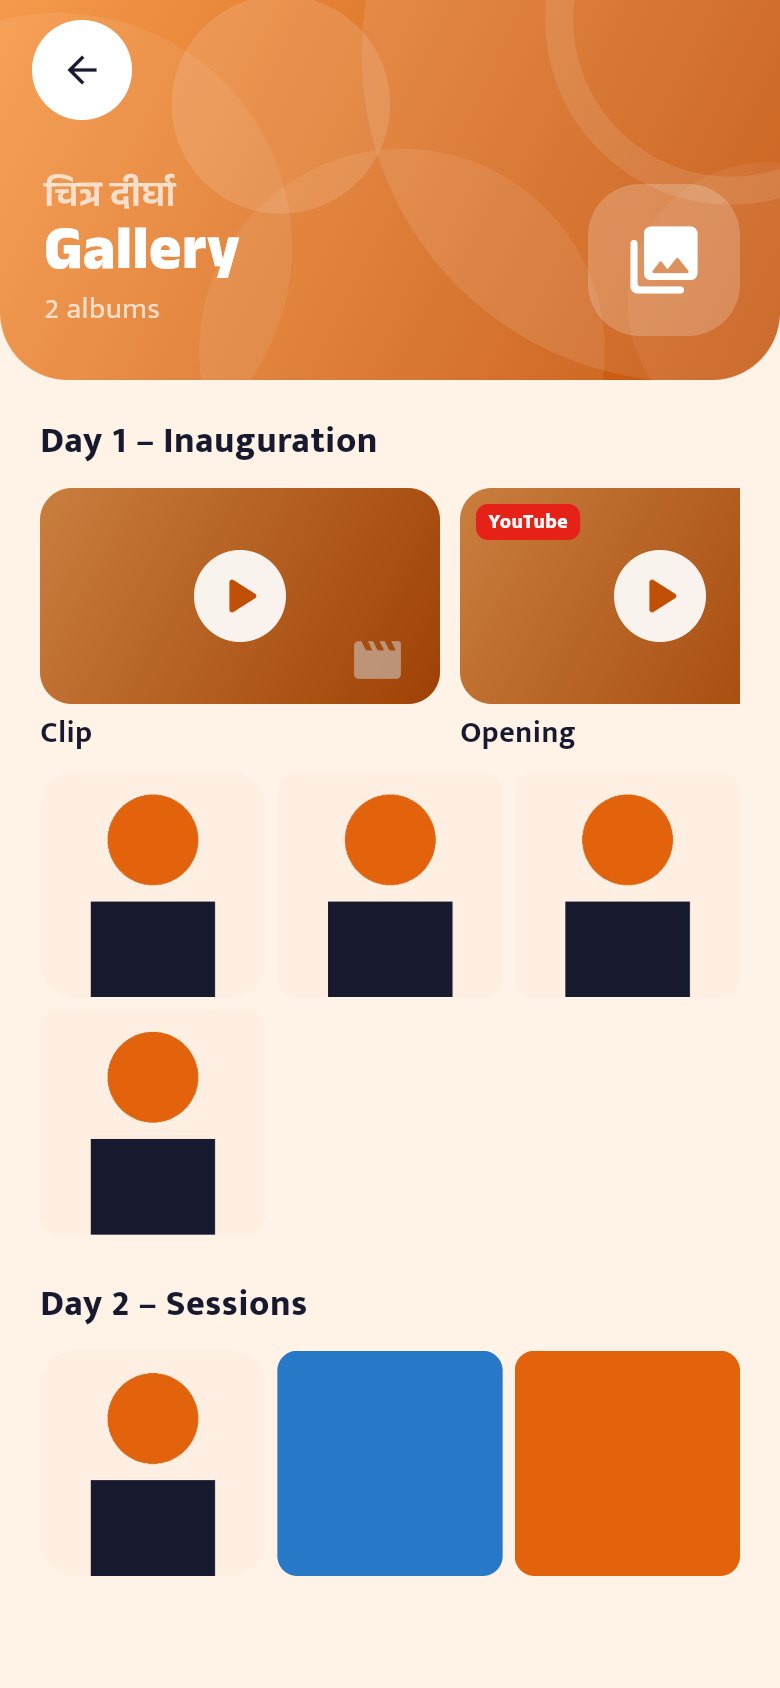 चित्र दीर्घा
Gallery
2 albums
Day 1 – Inauguration
YouTube
Clip
Opening
Day 2 – Sessions